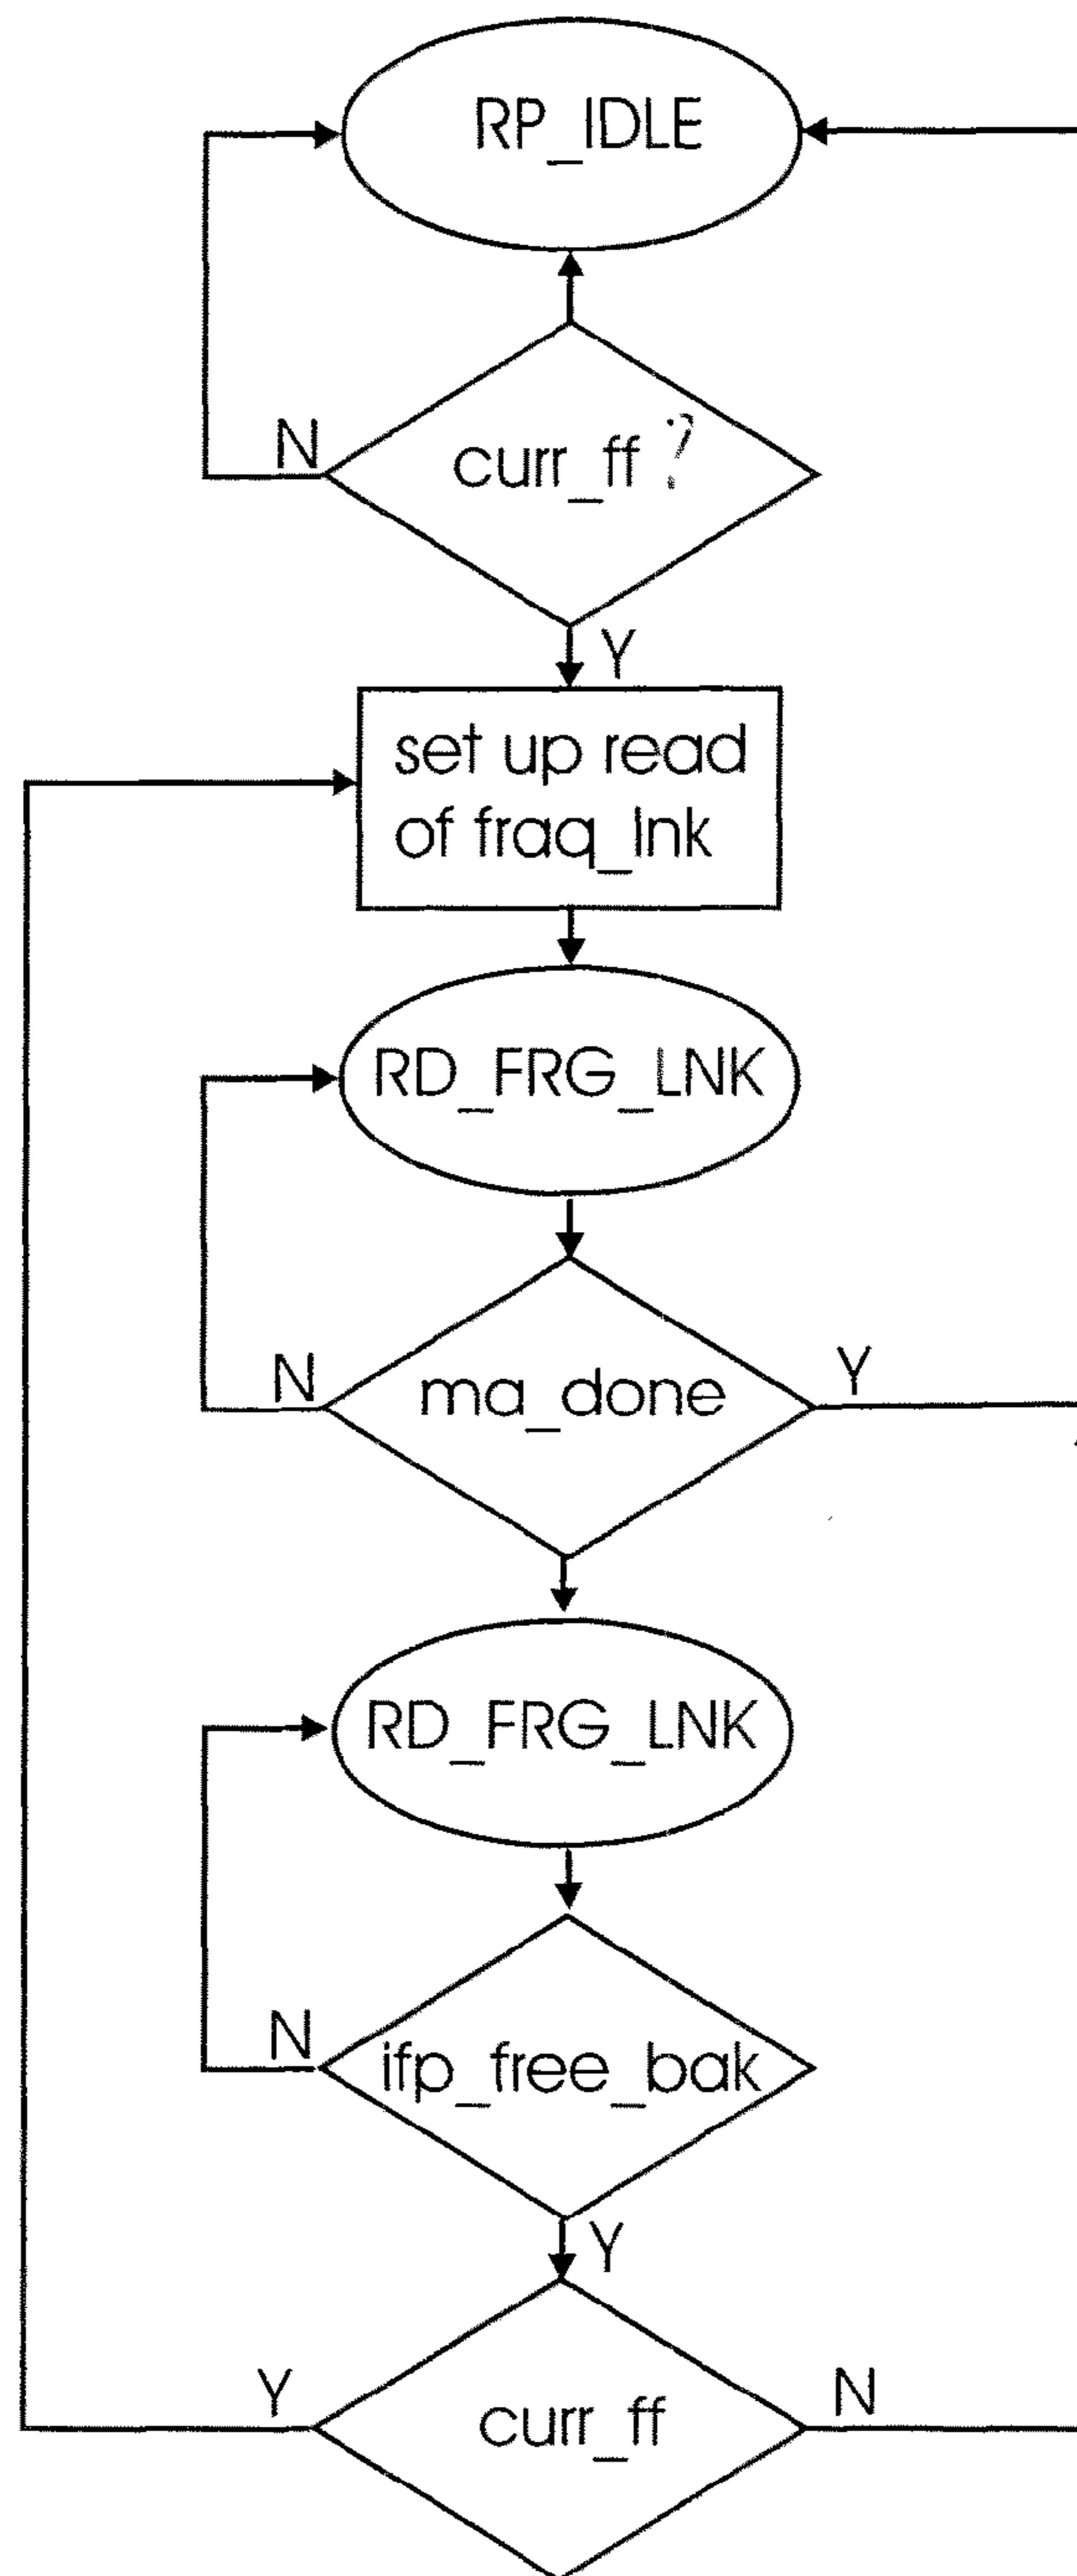 RP_IDLE
N
curr_ff ?
Y
set up read
of fraq_lnk
RD_FRG_LNK
N
ma_done
Y
RD_FRG_LNK
N
ifp_free_bak
Y
Y
curr_ff
N